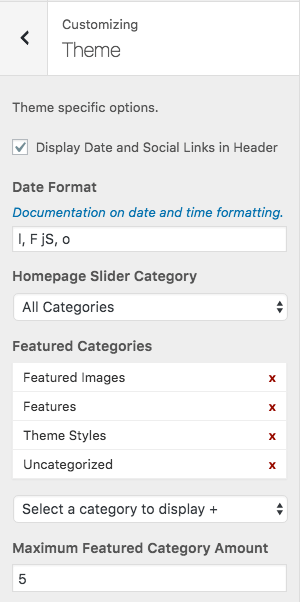 Customizing
Theme
Theme specific options.
Display Date and Social Links in Header
Date Format
Documentation on date and time formatting.
l, F jS, o
Homepage Slider Category
All Categories
Featured Categories
Featured Images x
Features x
Theme Styles x
Uncategorized x
Select a category to display +
Maximum Featured Category Amount
5